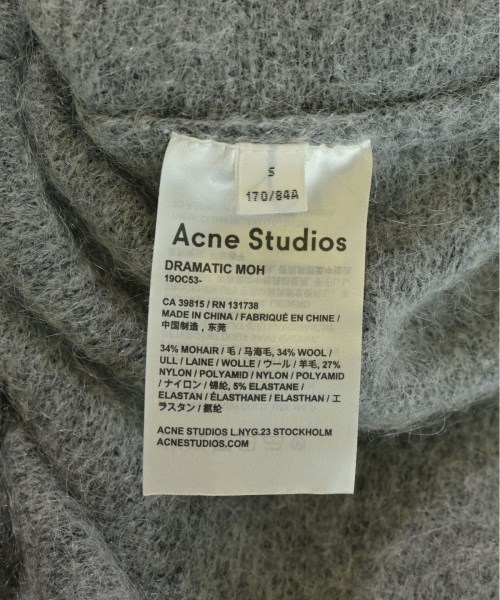 S
170/84A
Acne Studios
DRAMATIC MOH
19OC53-
CA 39815 / RN 131738
MADE IN CHINA / FABRIQUÉ EN CHINE /
中国制造，东莞
34% MOHAIR / 毛 / 马海毛, 34% WOOL /
ULL / LAINE / WOLLE / ウール / 羊毛, 27%
NYLON / POLYAMID / NYLON / POLYAMID
/ ナイロン / 锦纶, 5% ELASTANE /
ELASTAN / ÉLASTHANE / ELASTHAN / エ
ラスタン / 氨纶
ACNE STUDIOS L.NYG.23 STOCKHOLM
ACNESTUDIOS.COM